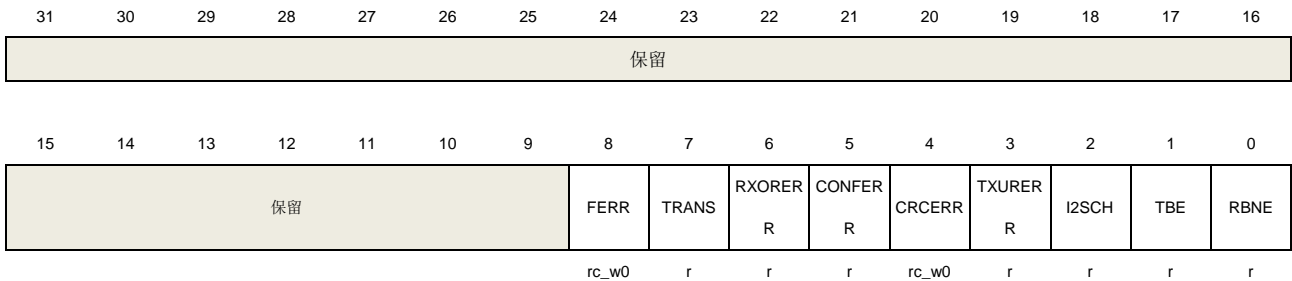 31 30 29 28 27 26 25 24 23 22 21 20 19 18 17 16
保留
15 14 13 12 11 10 9 8 7 6 5 4 3 2 1 0
保留 FERR TRANS RXORER R CONFER R CRCERR TXURER R I2SCH TBE RBNE
rc_w0 r r r rc_w0 r r r r